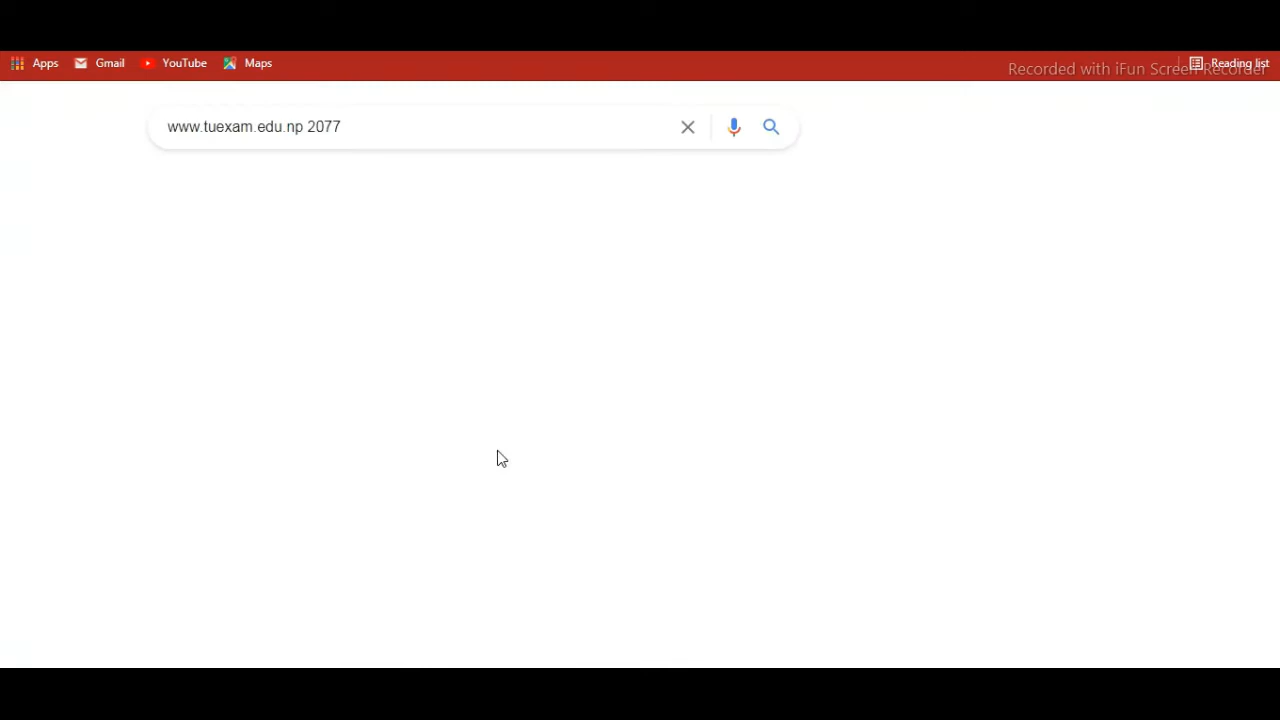 Apps Gmail YouTube Maps Reading list
Recorded with iFun Screen Recorder
www.tuexam.edu.np 2077